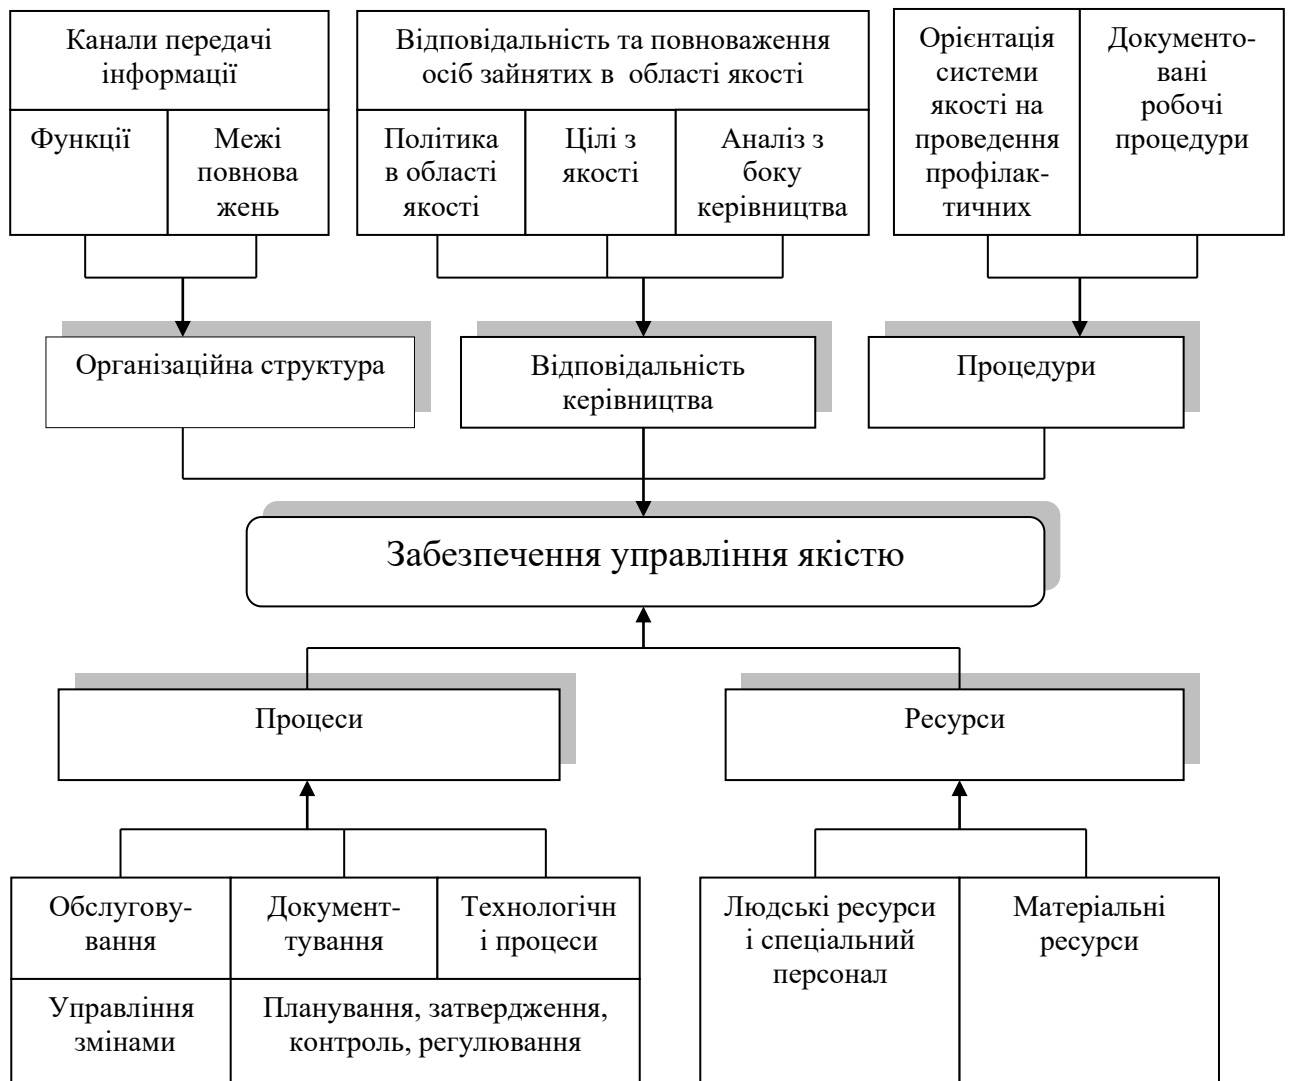 Канали передачі
інформації
Відповідальність та повноваження
осіб зайнятих в області якості
Орієнтація
системи
якості на
проведення
профілак-
тичних
Документо-
вані
робочі
процедури
Функції
Межі
повнова
жень
Політика
в області
якості
Цілі з
якості
Аналіз з
боку
керівництва
Організаційна структура
Відповідальність
керівництва
Процедури
Забезпечення управління якістю
Процеси
Ресурси
Обслугову-
вання
Документ-
тування
Технологічн
і процеси
Людські ресурси
і спеціальний
персонал
Матеріальні
ресурси
Управління
змінами
Планування, затвердження,
контроль, регулювання